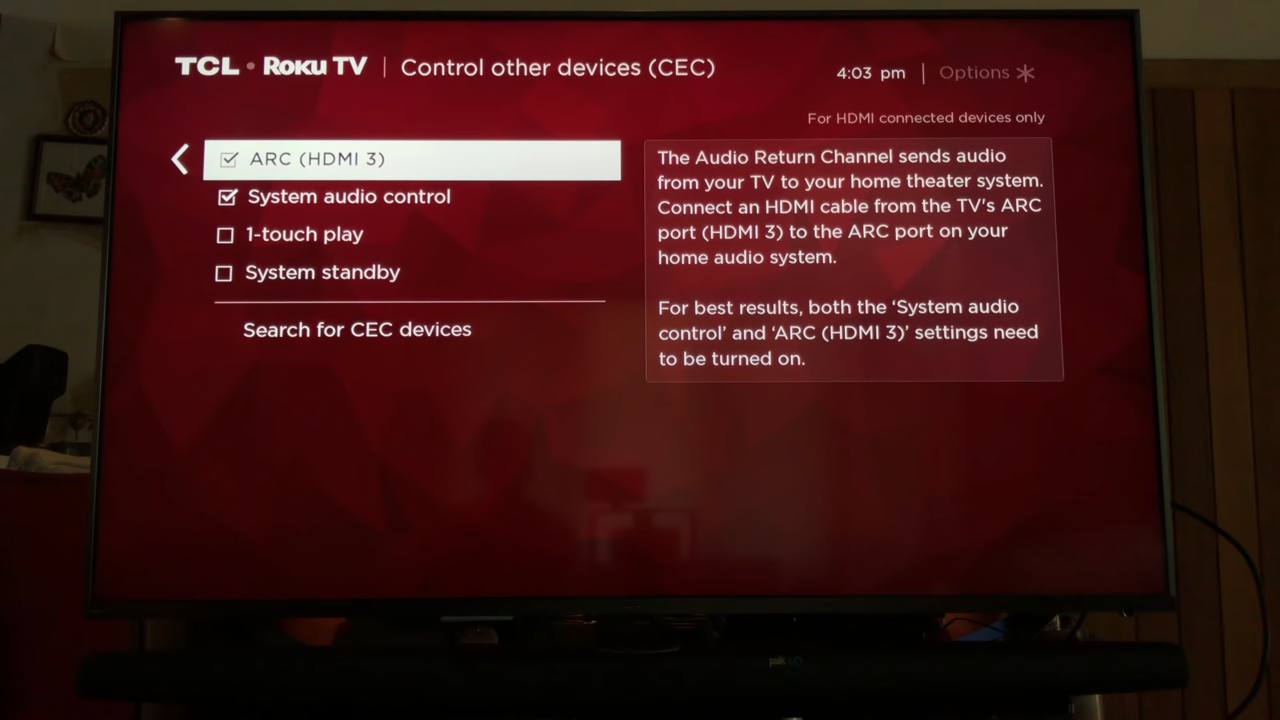 TCL • Roku TV | Control other devices (CEC)
4:03 pm | Options
For HDMI connected devices only
ARC (HDMI 3)
System audio control
1-touch play
System standby
Search for CEC devices
The Audio Return Channel sends audio
from your TV to your home theater system.
Connect an HDMI cable from the TV's ARC
port (HDMI 3) to the ARC port on your
home audio system.
For best results, both the ‘System audio
control’ and ‘ARC (HDMI 3)’ settings need
to be turned on.